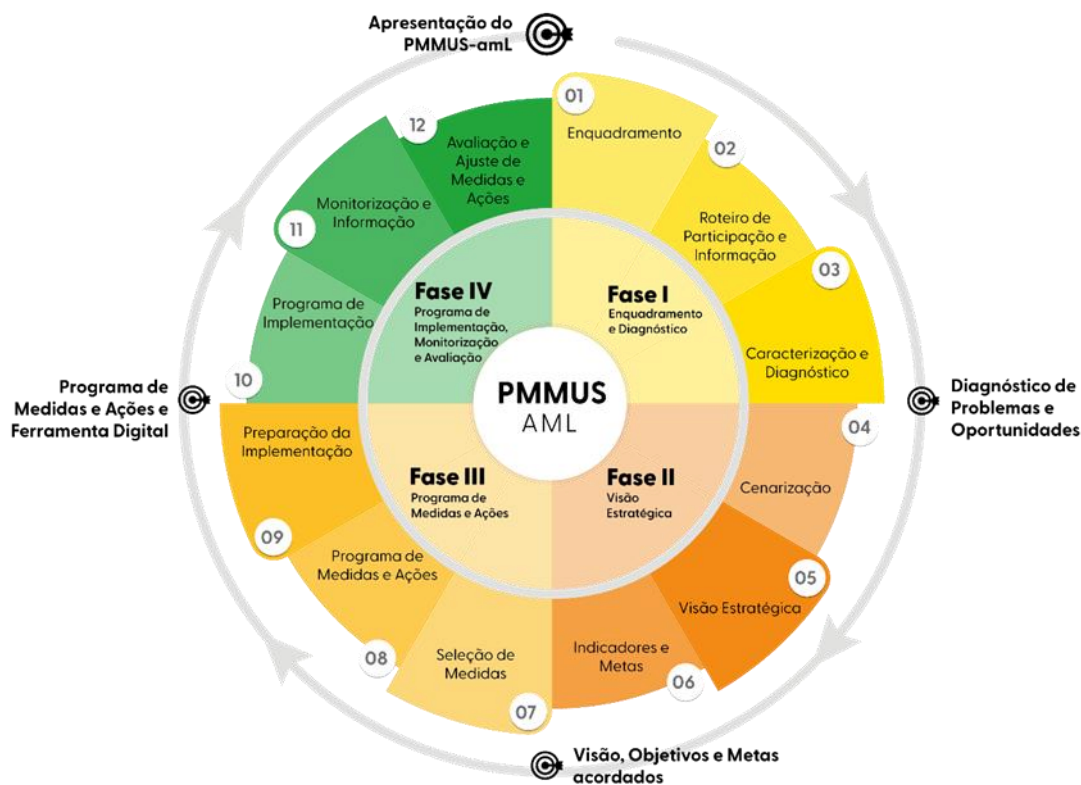 Apresentação do
PMMUS-amL
01
Enquadramento
02
Roteiro de
Participação e
Informação
03
Caracterização e
Diagnóstico
Diagnóstico de
Problemas e
Oportunidades
04
Cenarização
05
Visão Estratégica
06
Indicadores e
Metas
Visão, Objetivos e Metas
acordados
07
Seleção de
Medidas
08
Programa de
Medidas e Ações
09
Preparação da
Implementação
Programa de
Medidas e Ações e
Ferramenta Digital
10
Programa de
Implementação
11
Monitorização e
Informação
12
Avaliação e
Ajuste de
Medidas e
Ações
Fase I
Enquadramento
e Diagnóstico
Fase II
Visão
Estratégica
Fase III
Programa de
Medidas e Ações
Fase IV
Programa de
Implementação,
Monitorização
e Avaliação
PMMUS
AML